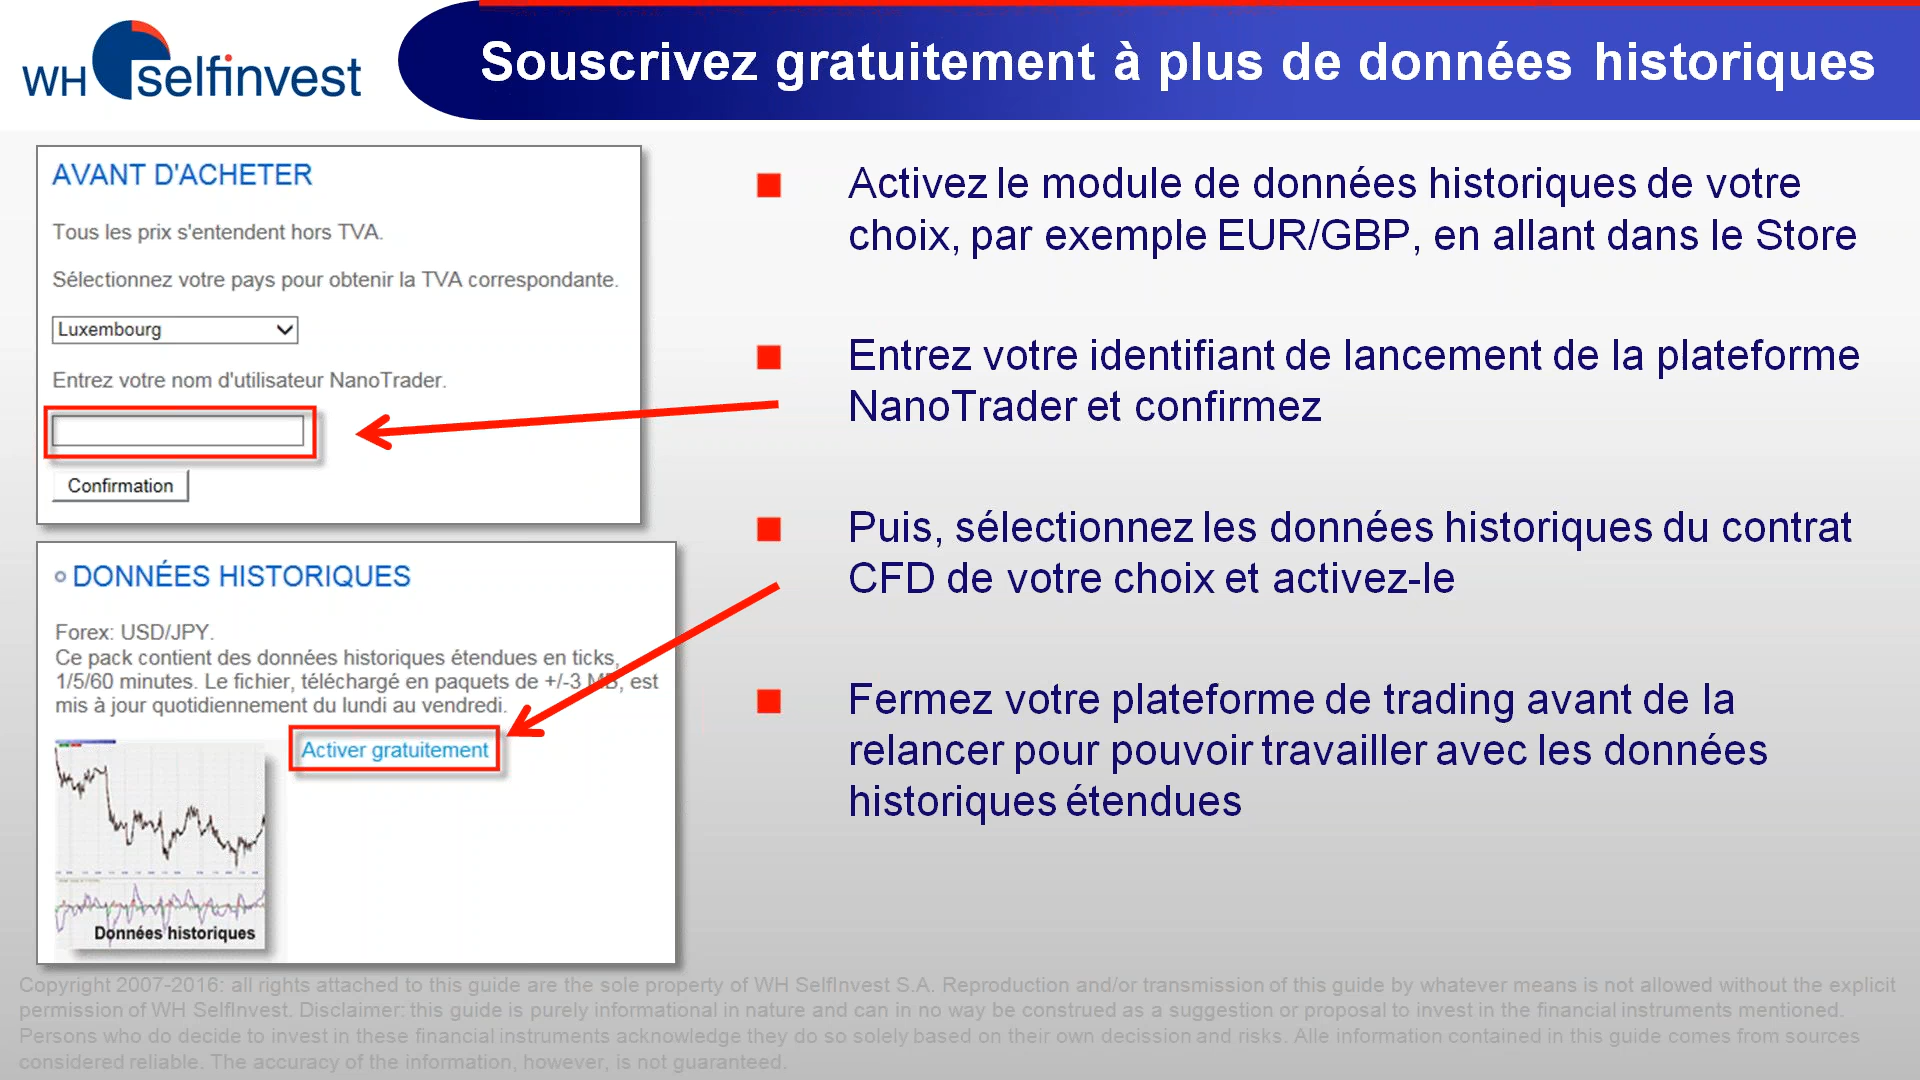 WH selfinvest
Souscrivez gratuitement à plus de données historiques
AVANT D'ACHETER
Tous les prix s'entendent hors TVA.
Sélectionnez votre pays pour obtenir la TVA correspondante.
Luxembourg
Entrez votre nom d'utilisateur NanoTrader.
Confirmation
DONNÉES HISTORIQUES
Forex: USD/JPY.
Ce pack contient des données historiques étendues en ticks,
1/5/60 minutes. Le fichier, téléchargé en paquets de +/-3 MB, est
mis à jour quotidiennement du lundi au vendredi.
Activer gratuitement
Données historiques
Activez le module de données historiques de votre
choix, par exemple EUR/GBP, en allant dans le Store
Entrez votre identifiant de lancement de la plateforme
NanoTrader et confirmez
Puis, sélectionnez les données historiques du contrat
CFD de votre choix et activez-le
Fermez votre plateforme de trading avant de la
relancer pour pouvoir travailler avec les données
historiques étendues
Copyright 2007-2016: all rights attached to this guide are the sole property of WH SelfInvest S.A. Reproduction and/or transmission of this guide by whatever means is not allowed without the explicit
permission of WH SelfInvest. Disclaimer: this guide is purely informational in nature and can in no way be construed as a suggestion or proposal to invest in the financial instruments mentioned.
Persons who do decide to invest in these financial instruments acknowledge they do so solely based on their own decission and risks. Alle information contained in this guide comes from sources
considered reliable. The accuracy of the information, however, is not guaranteed.